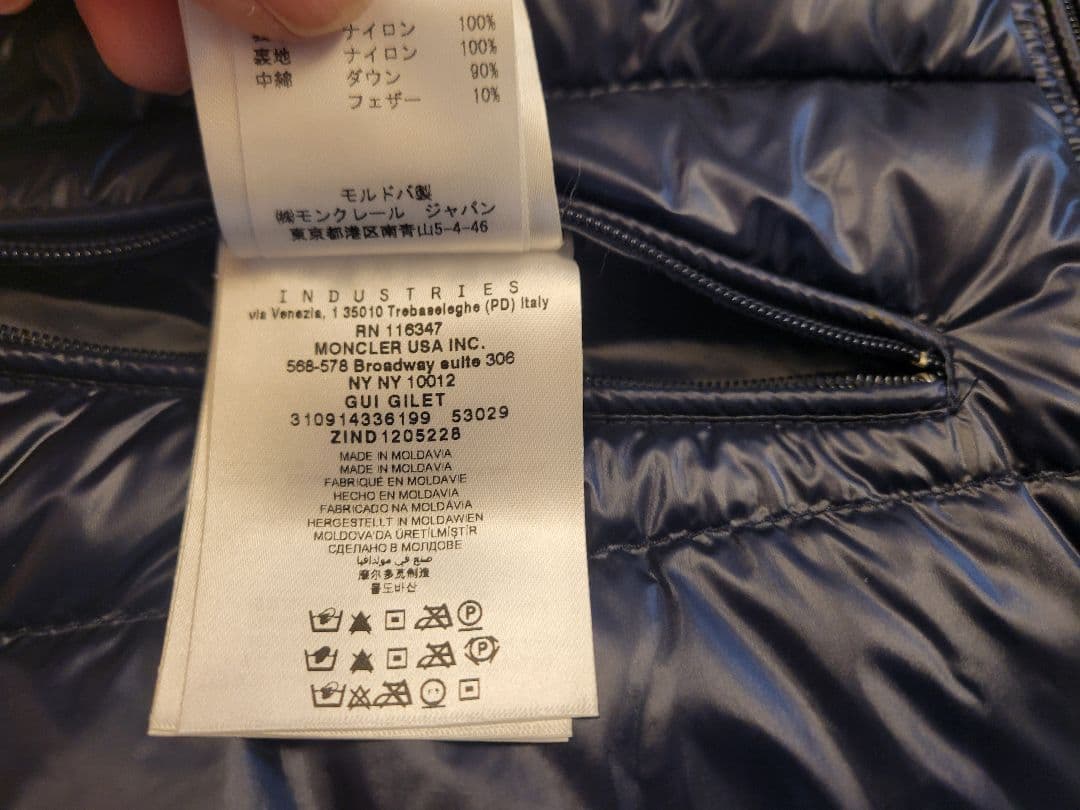 ナイロン 100%
裏地 ナイロン 100%
中綿 ダウン 90%
フェザー 10%
モルドバ製
㈱モンクレール ジャパン
東京都港区南青山5-4-46
INDUSTRIES
via Venezia, 1 35010 Trebaseleghe (PD) Italy
RN 116347
MONCLER USA INC.
568-578 Broadway suite 306
NY NY 10012
GUI GILET
310914336199 53029
ZIND1205228
MADE IN MOLDAVIA
MADE IN MOLDAVIA
FABRIQUÉ EN MOLDAVIE
HECHO EN MOLDAVIA
FABRICADO NA MOLDÁVIA
HERGESTELLT IN MOLDAWIEN
MOLDOVA'DA ÜRETİLMİŞTİR
СДЕЛАНО В МОЛДОВЕ
صنع في مولدافيا
摩尔多瓦制造
몰도바산
P
P